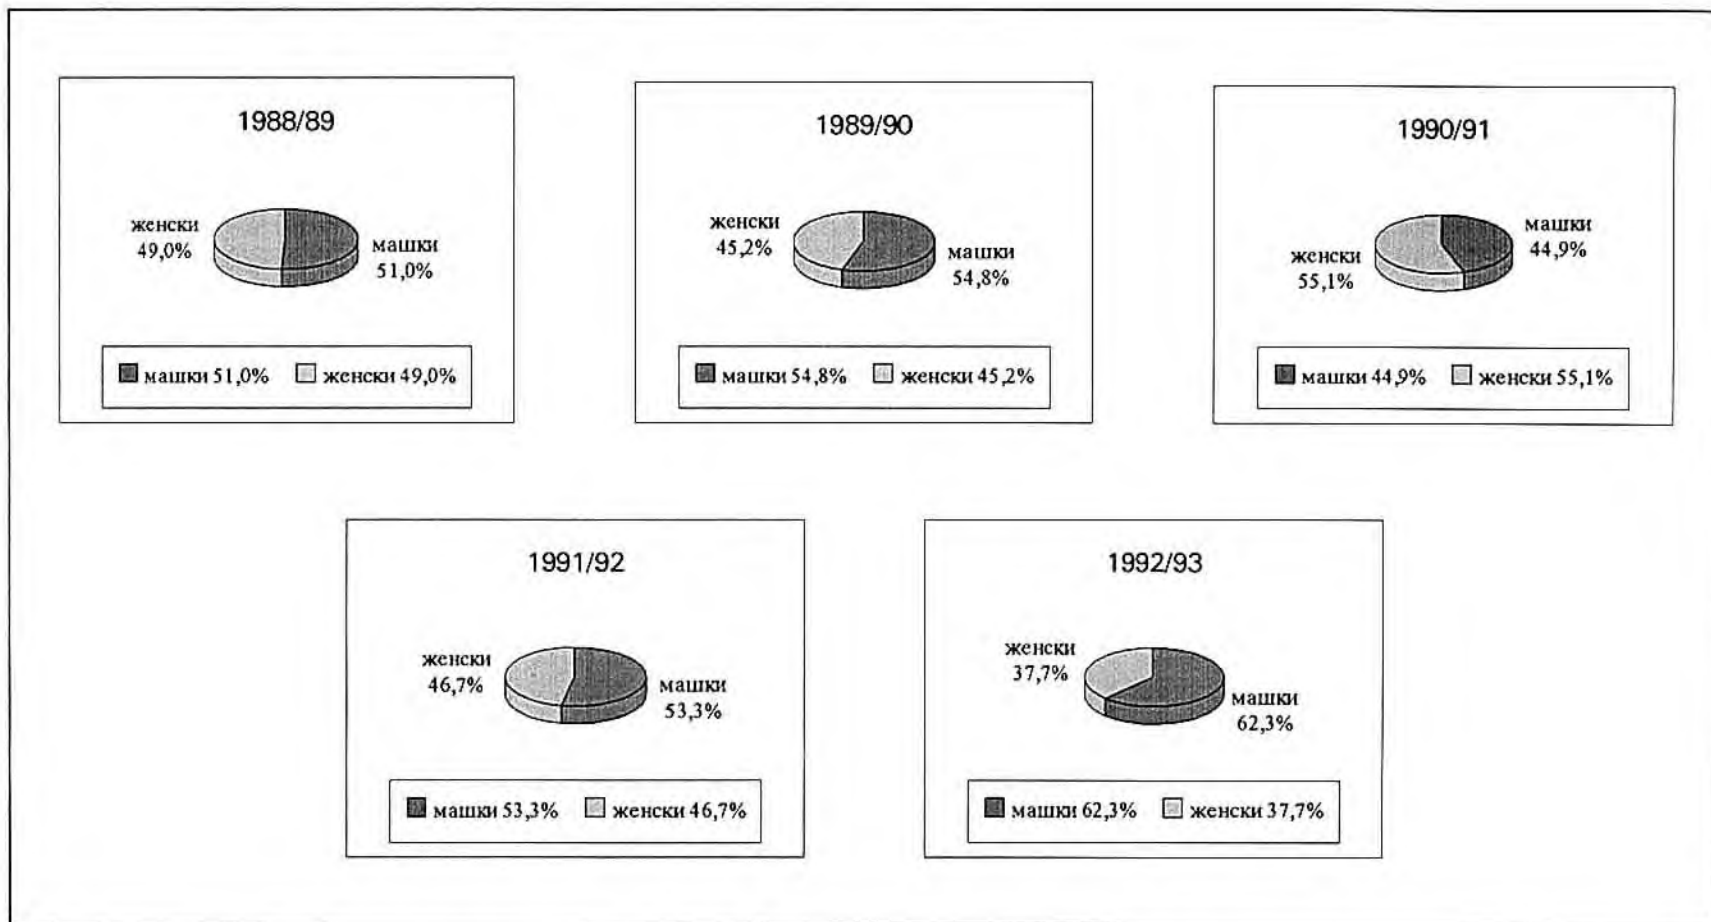 1988/89
женски
49,0%
машки
51,0%
машки 51,0% женски 49,0%
1989/90
женски
45,2%
машки
54,8%
машки 54,8% женски 45,2%
1990/91
машки
44,9%
женски
55,1%
машки 44,9% женски 55,1%
1991/92
женски
46,7%
машки
53,3%
машки 53,3% женски 46,7%
1992/93
женски
37,7%
машки
62,3%
машки 62,3% женски 37,7%